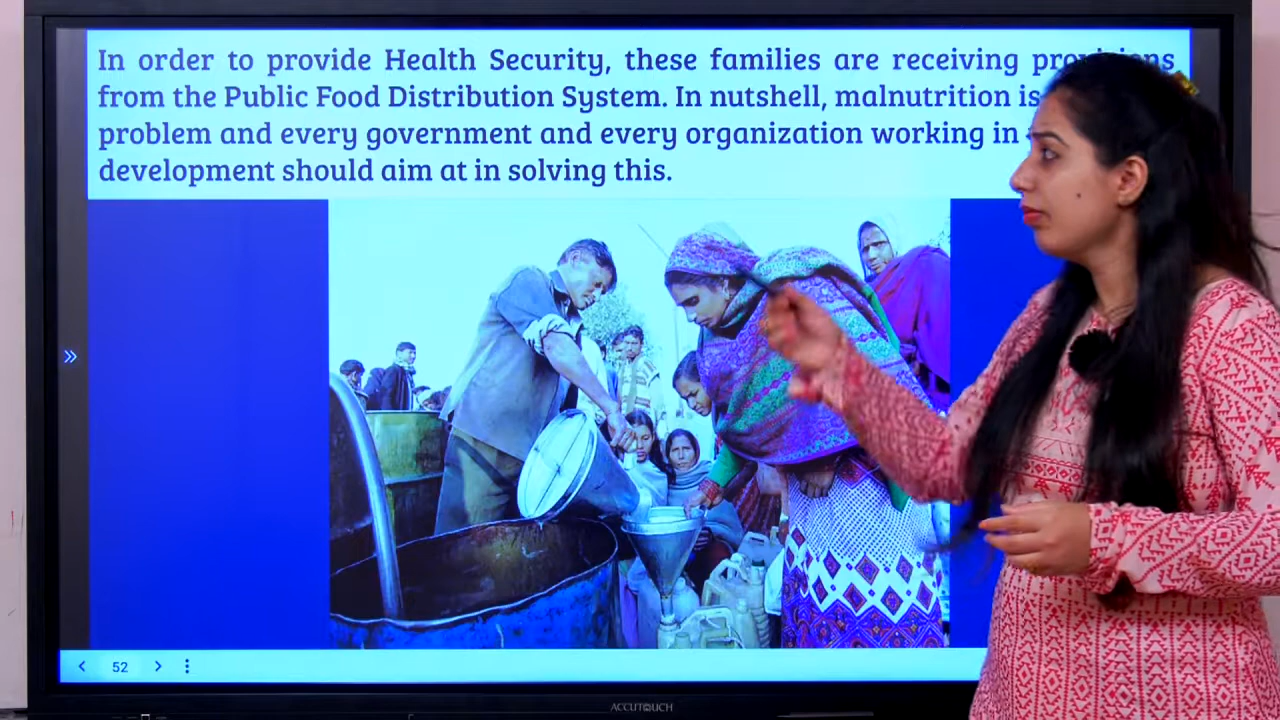 In order to provide Health Security, these families are receiving provisions
from the Public Food Distribution System. In nutshell, malnutrition is
problem and every government and every organization working in
development should aim at in solving this.
52
ACCUTOUCH